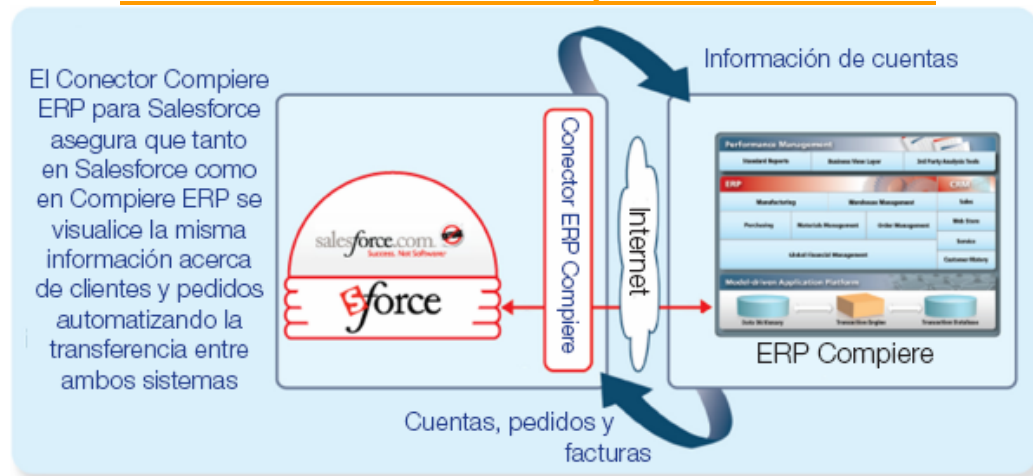 El Conector Compiere
ERP para Salesforce
asegura que tanto
en Salesforce como
en Compiere ERP se
visualice la misma
información acerca
de clientes y pedidos
automatizando la
transferencia entre
ambos sistemas
salesforce.com
Success. Not Software
sforce
Conector ERP Compiere
Internet
Información de cuentas
Performance Management
Standard Reports
Business View Layer
3rd Party Analysis Tools
ERP
CRM
Manufacturing
Warehouse Management
Sales
Purchasing
Materials Management
Order Management
Web Store
Service
Global Financial Management
Customer History
Model-driven Application Platform
Data Dictionary
Transaction Engine
Transaction Database
ERP Compiere
Cuentas, pedidos y
facturas